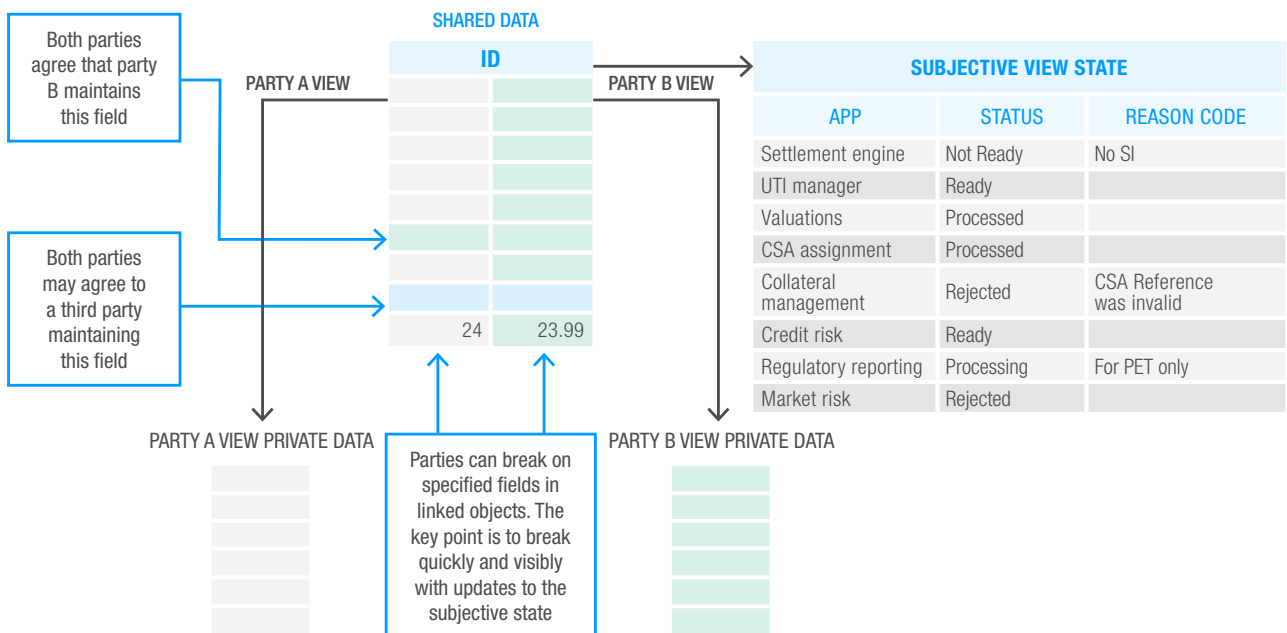 SHARED DATA
Both parties
agree that party
B maintains
this field
ID
PARTY A VIEW
PARTY B VIEW
SUBJECTIVE VIEW STATE
APP STATUS REASON CODE
Settlement engine Not Ready No SI
UTI manager Ready
Valuations Processed
CSA assignment Processed
Collateral
management
Rejected
CSA Reference
was invalid
Credit risk Ready
Regulatory reporting Processing For PET only
Market risk Rejected
Both parties
may agree to
a third party
maintaining
this field
24 23.99
PARTY A VIEW PRIVATE DATA
PARTY B VIEW PRIVATE DATA
Parties can break on
specified fields in
linked objects. The
key point is to break
quickly and visibly
with updates to the
subjective state